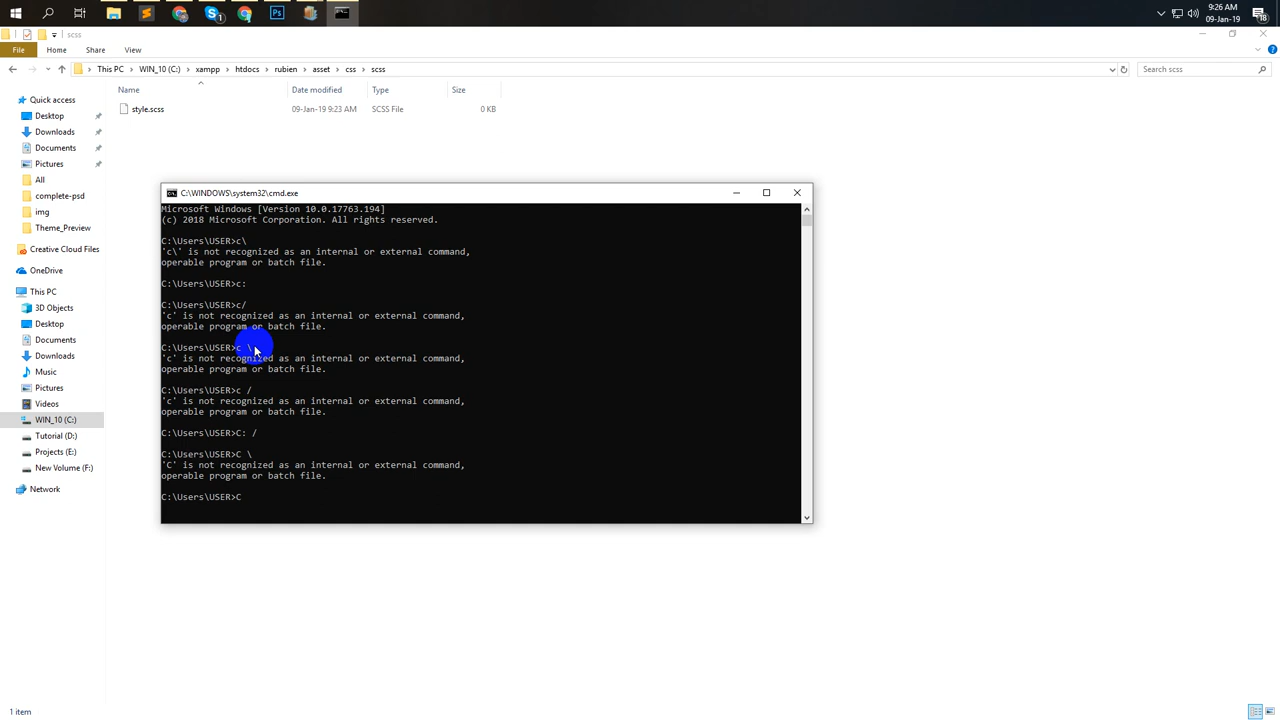 9:26 AM
09-Jan-19
18
1
scss
File Home Share View
This PC WIN_10 (C:) xampp htdocs rubien asset css scss
Search scss
Name Date modified Type Size
style.scss 09-Jan-19 9:23 AM SCSS File 0 KB
Quick access
Desktop
Downloads
Documents
Pictures
All
complete-psd
img
Theme_Preview
Creative Cloud Files
OneDrive
This PC
3D Objects
Desktop
Documents
Downloads
Music
Pictures
Videos
WIN_10 (C:)
Tutorial (D:)
Projects (E:)
New Volume (F:)
Network
C:\WINDOWS\system32\cmd.exe
Microsoft Windows [Version 10.0.17763.194]
(c) 2018 Microsoft Corporation. All rights reserved.
C:\Users\USER>c\
'c\' is not recognized as an internal or external command,
operable program or batch file.
C:\Users\USER>c:
C:\Users\USER>c/
'c' is not recognized as an internal or external command,
operable program or batch file.
C:\Users\USER>c \
'c' is not recognized as an internal or external command,
operable program or batch file.
C:\Users\USER>c /
'c' is not recognized as an internal or external command,
operable program or batch file.
C:\Users\USER>C: /
C:\Users\USER>C \
'C' is not recognized as an internal or external command,
operable program or batch file.
C:\Users\USER>C
1 item